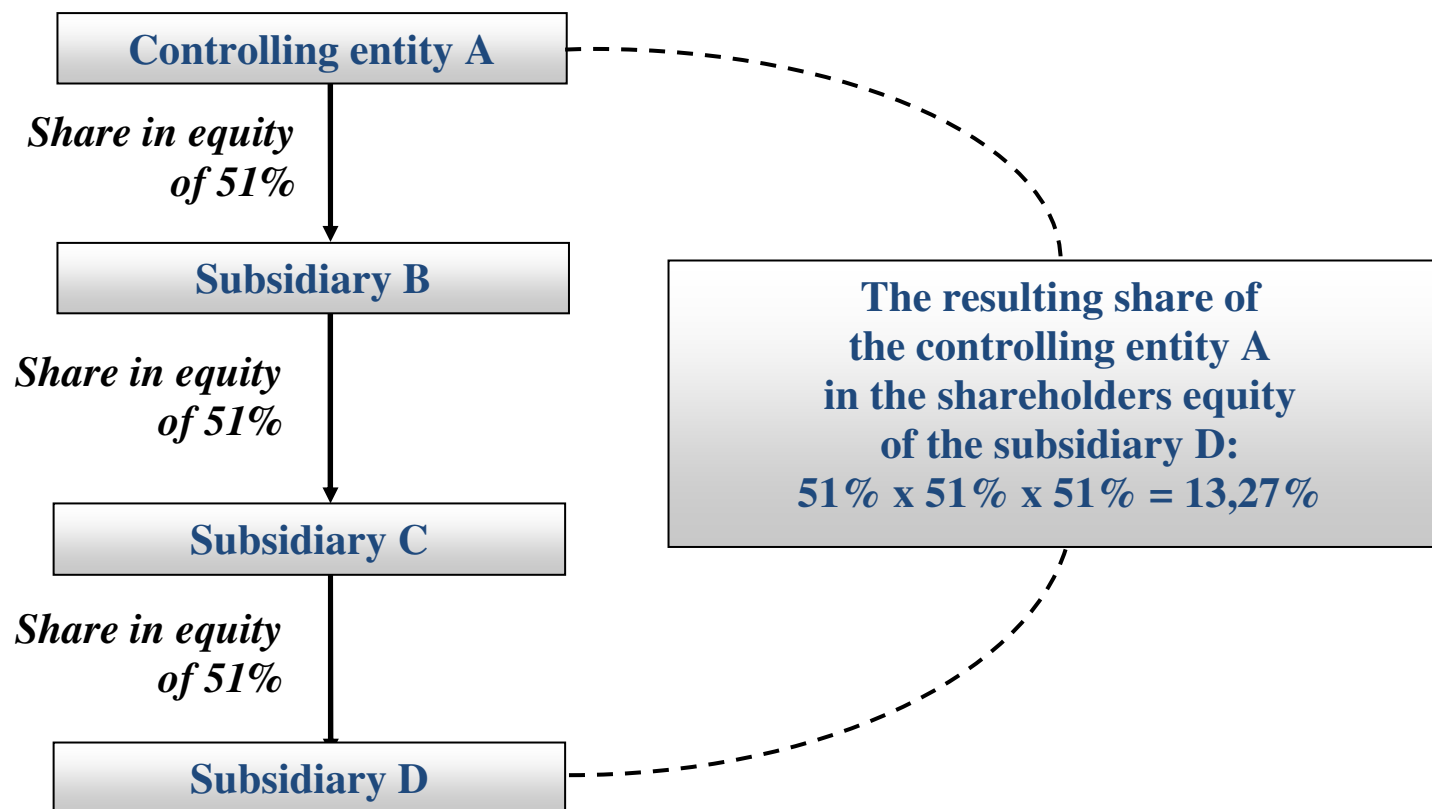 Controlling entity A
Share in equity
of 51%
Subsidiary B
Share in equity
of 51%
Subsidiary C
Share in equity
of 51%
Subsidiary D
The resulting share of
the controlling entity A
in the shareholders equity
of the subsidiary D:
51% x 51% x 51% = 13,27%